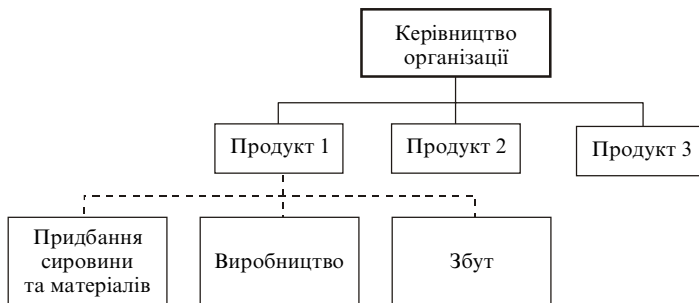 Керівництво
організації
Продукт 1
Продукт 2
Продукт 3
Придбання
сировини
та матеріалів
Виробництво
Збут